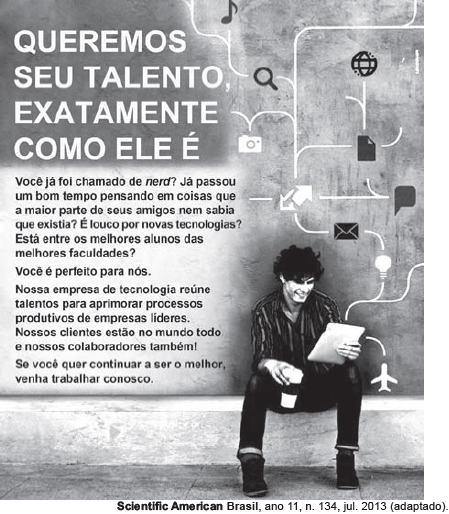 QUEREMOS
SEU TALENTO,
EXATAMENTE
COMO ELE É
Você já foi chamado de nerd? Já passou
um bom tempo pensando em coisas que
a maior parte de seus amigos nem sabia
que existia? É louco por novas tecnologias?
Está entre os melhores alunos das
melhores faculdades?
Você é perfeito para nós.
Nossa empresa de tecnologia reúne
talentos para aprimorar processos
produtivos de empresas líderes.
Nossos clientes estão no mundo todo
e nossos colaboradores também!
Se você quer continuar a ser o melhor,
venha trabalhar conosco.
Scientific American Brasil, ano 11, n. 134, jul. 2013 (adaptado).